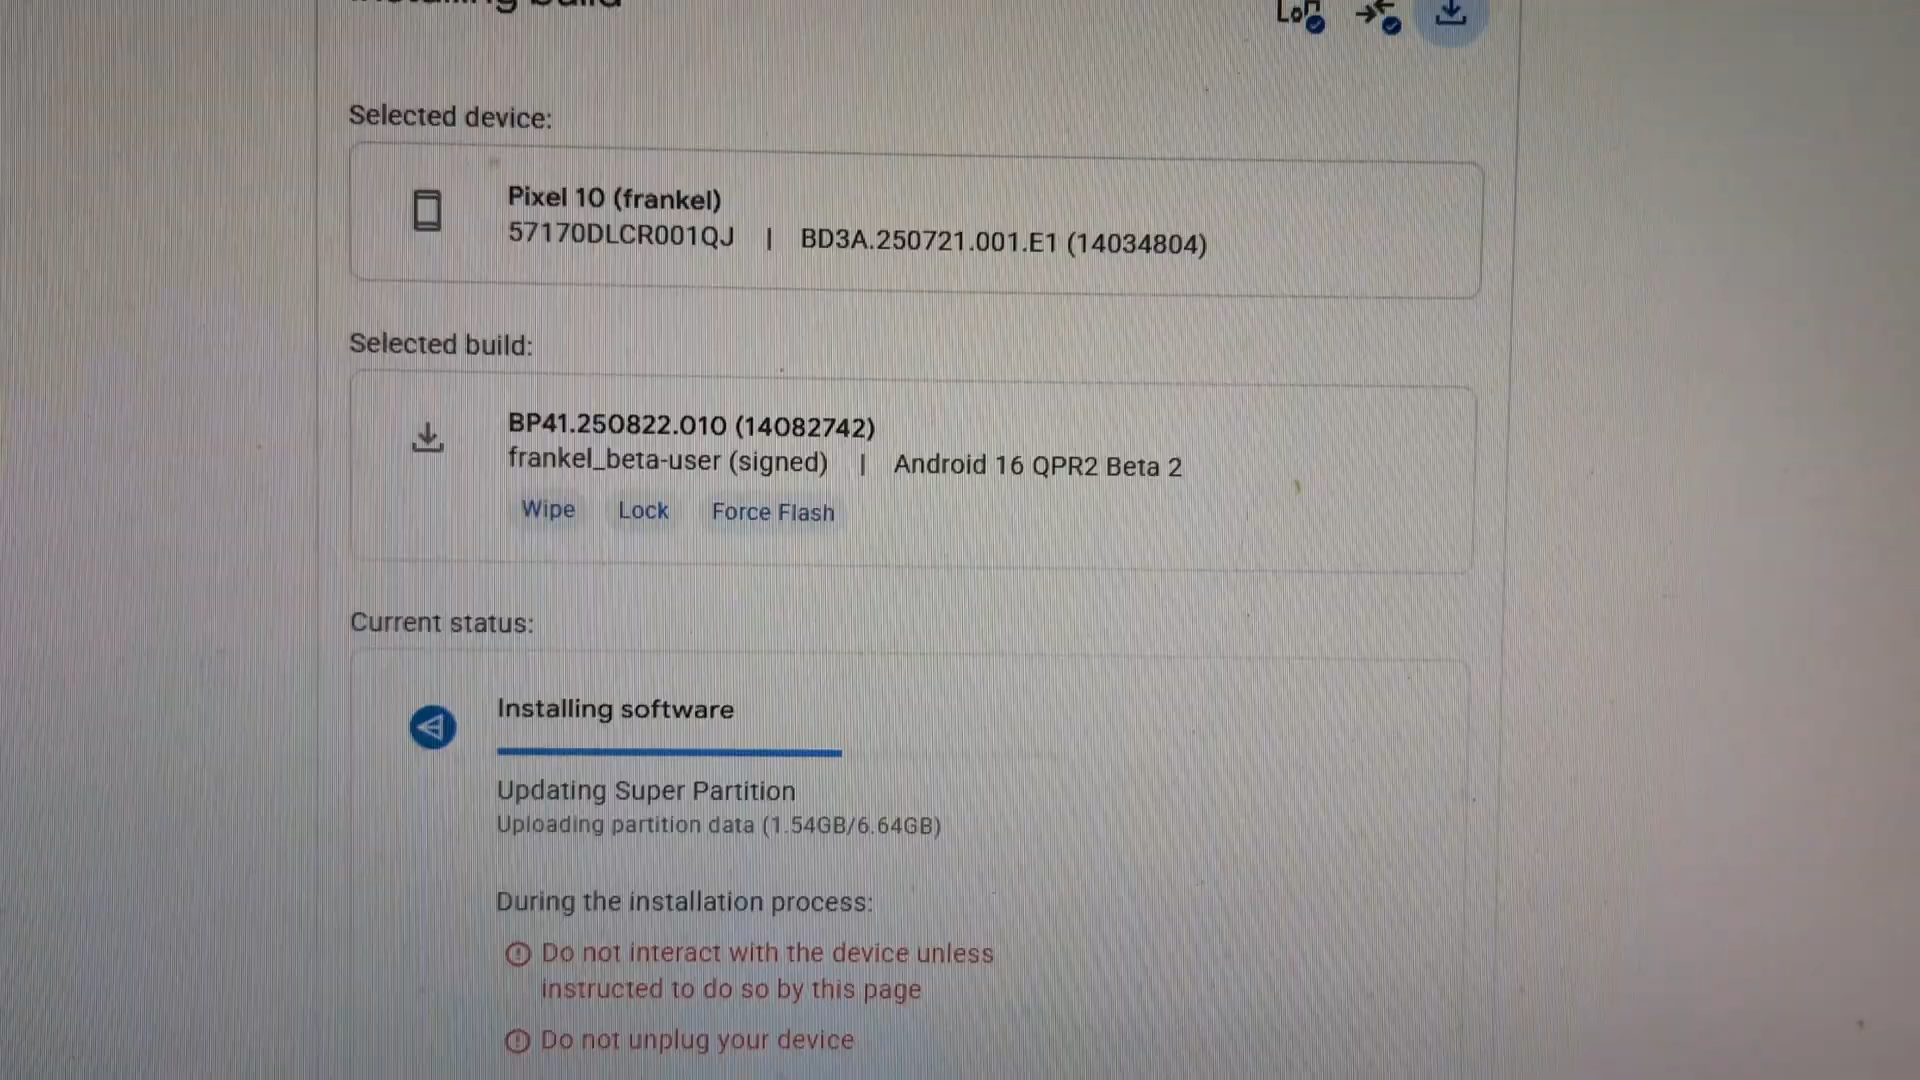 Installing build
Selected device:
Pixel 10 (frankel)
57170DLCR001QJ | BD3A.250721.001.E1 (14034804)
Selected build:
BP41.250822.010 (14082742)
frankel_beta-user (signed) | Android 16 QPR2 Beta 2
Wipe Lock Force Flash
Current status:
Installing software
Updating Super Partition
Uploading partition data (1.54GB/6.64GB)
During the installation process:
Do not interact with the device unless
instructed to do so by this page
Do not unplug your device